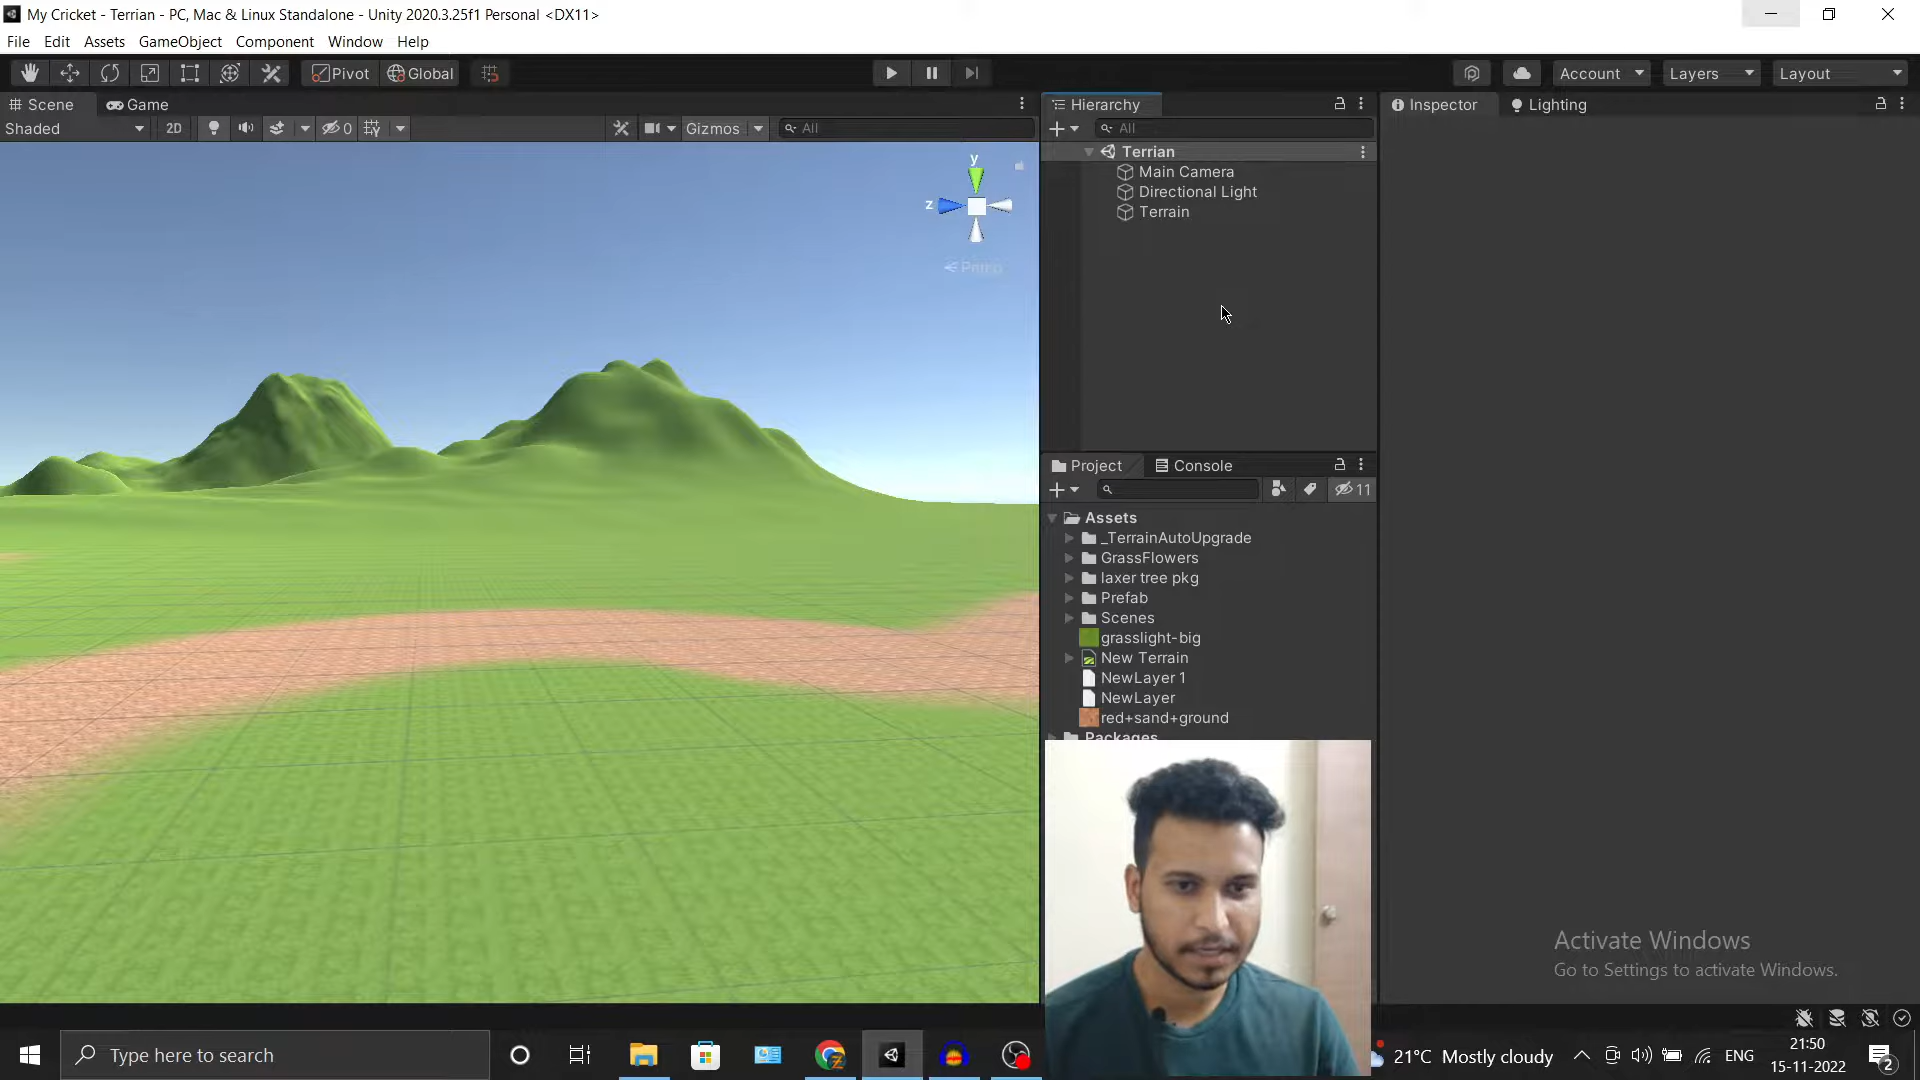 My Cricket - Terrian - PC, Mac & Linux Standalone - Unity 2020.3.25f1 Personal <DX11>
File Edit Assets GameObject Component Window Help
Pivot Global Account Layers Layout
Scene Game Hierarchy Inspector Lighting
Shaded 2D 0 Gizmos All All
Terrian
Main Camera
Directional Light
Terrain
y
z
Persp
Project Console
11
Assets
_TerrainAutoUpgrade
GrassFlowers
laxer tree pkg
Prefab
Scenes
grasslight-big
New Terrain
NewLayer 1
NewLayer
red+sand+ground
Packages
Activate Windows
Go to Settings to activate Windows.
Type here to search
21°C Mostly cloudy
ENG
21:50
15-11-2022
2